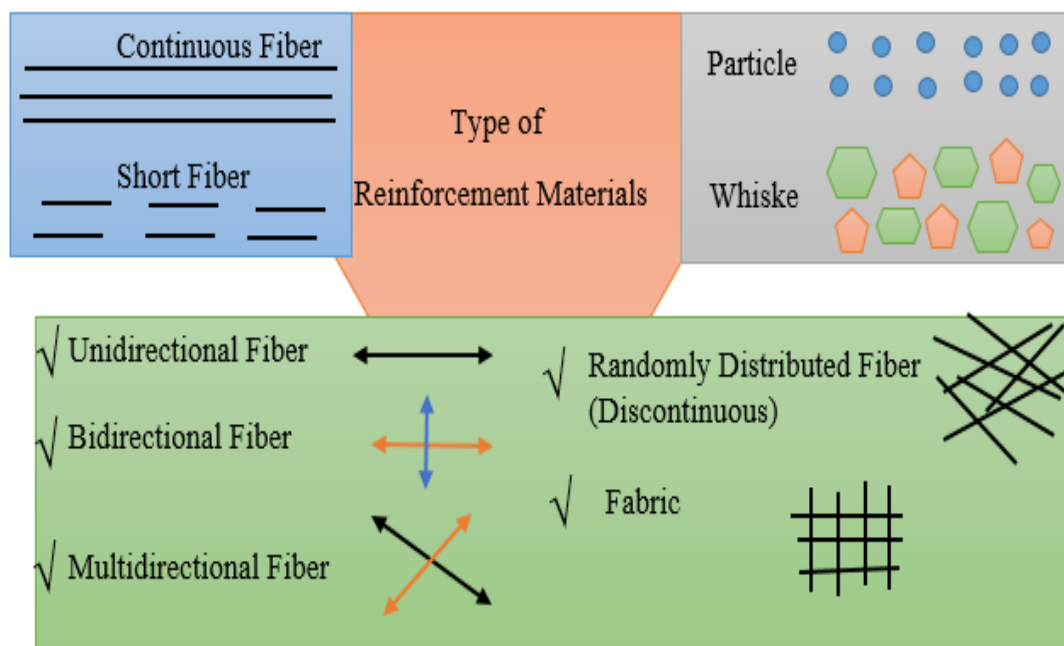 Continuous Fiber
Short Fiber
Type of
Reinforcement Materials
Particle
Whiske
√ Unidirectional Fiber
√ Bidirectional Fiber
√ Multidirectional Fiber
√ Randomly Distributed Fiber
(Discontinuous)
√ Fabric